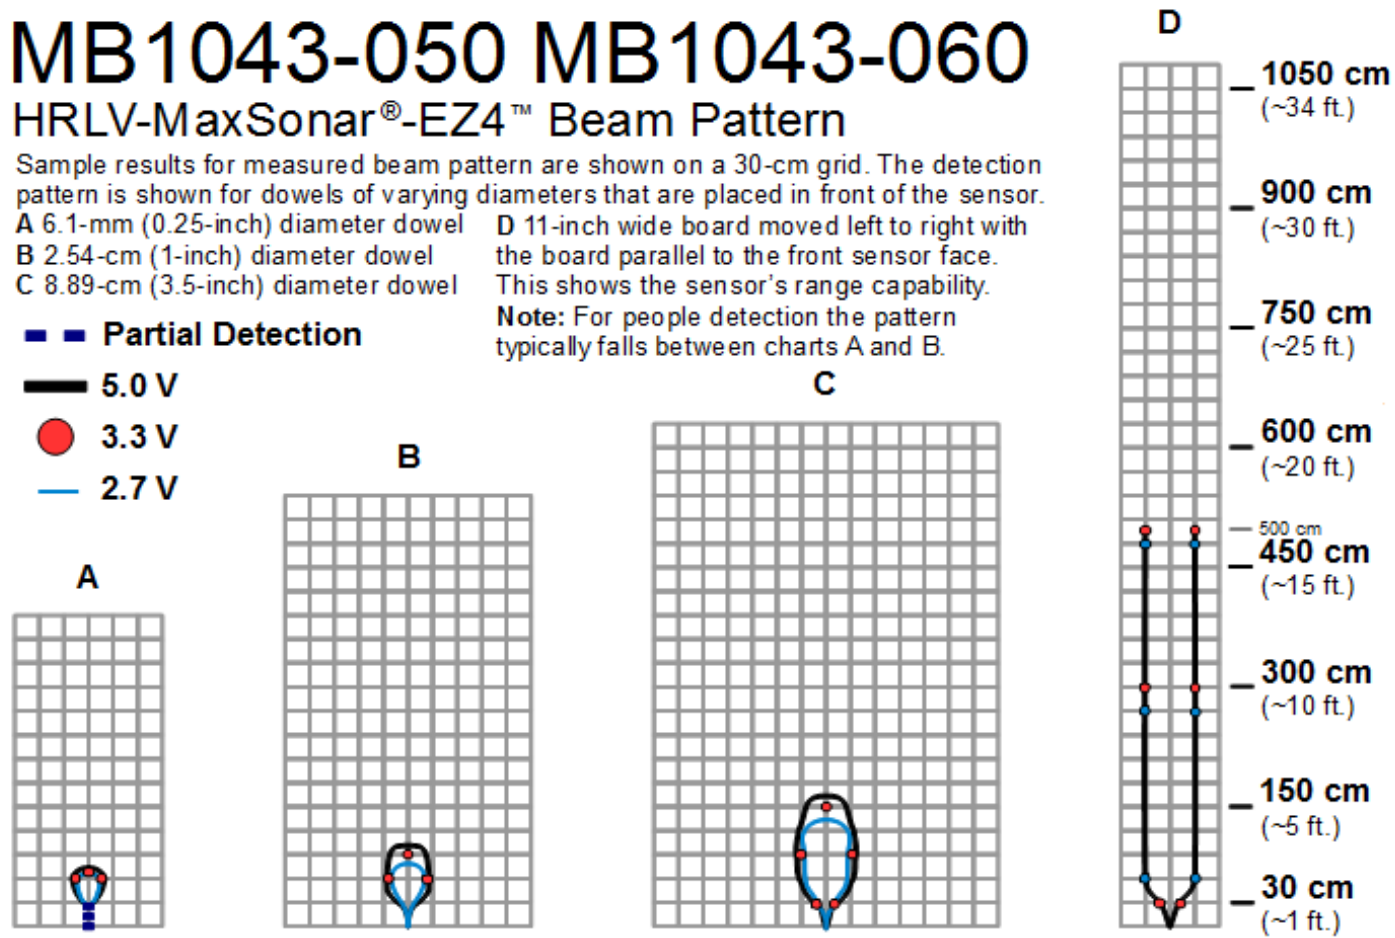 MB1043-050 MB1043-060
HRLV-MaxSonar®-EZ4™ Beam Pattern
Sample results for measured beam pattern are shown on a 30-cm grid. The detection
pattern is shown for dowels of varying diameters that are placed in front of the sensor.
A 6.1-mm (0.25-inch) diameter dowel
B 2.54-cm (1-inch) diameter dowel
C 8.89-cm (3.5-inch) diameter dowel
D 11-inch wide board moved left to right with
the board parallel to the front sensor face.
This shows the sensor's range capability.
Note: For people detection the pattern
typically falls between charts A and B.
Partial Detection
5.0 V
3.3 V
2.7 V
A
B
C
D
1050 cm
(~34 ft.)
900 cm
(~30 ft.)
750 cm
(~25 ft.)
600 cm
(~20 ft.)
500 cm
450 cm
(~15 ft.)
300 cm
(~10 ft.)
150 cm
(~5 ft.)
30 cm
(~1 ft.)